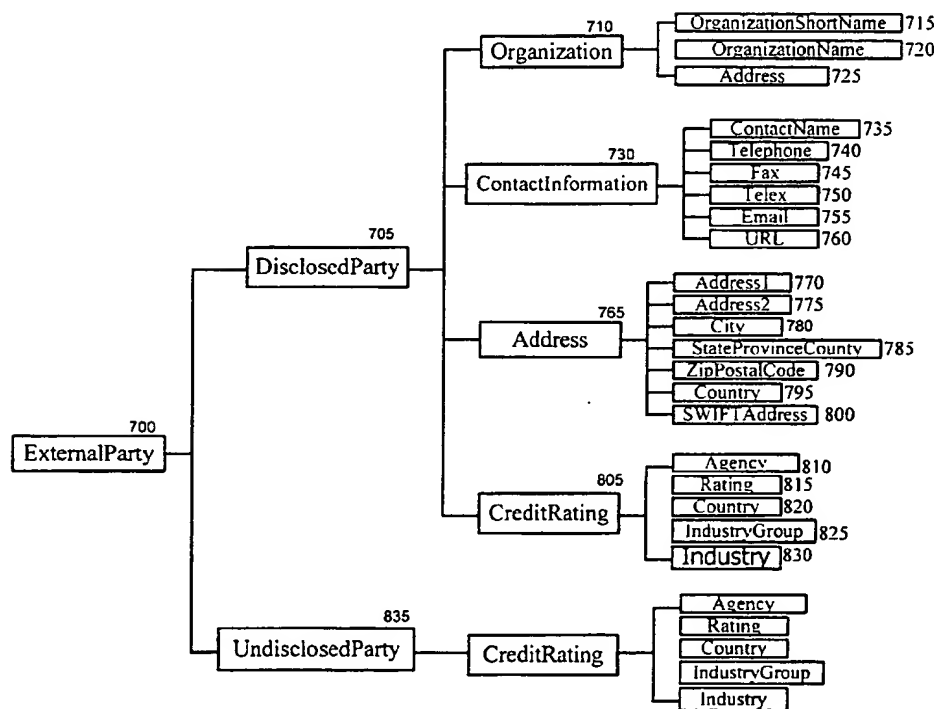 ExternalParty 700
DisclosedParty 705
Organization 710
OrganizationShortName 715
OrganizationName 720
Address 725
ContactInformation 730
ContactName 735
Telephone 740
Fax 745
Telex 750
Email 755
URL 760
Address 765
Address1 770
Address2 775
City 780
StateProvinceCounty 785
ZipPostalCode 790
Country 795
SWIFTAddress 800
CreditRating 805
Agency 810
Rating 815
Country 820
IndustryGroup 825
Industry 830
UndisclosedParty 835
CreditRating
Agency
Rating
Country
IndustryGroup
Industry